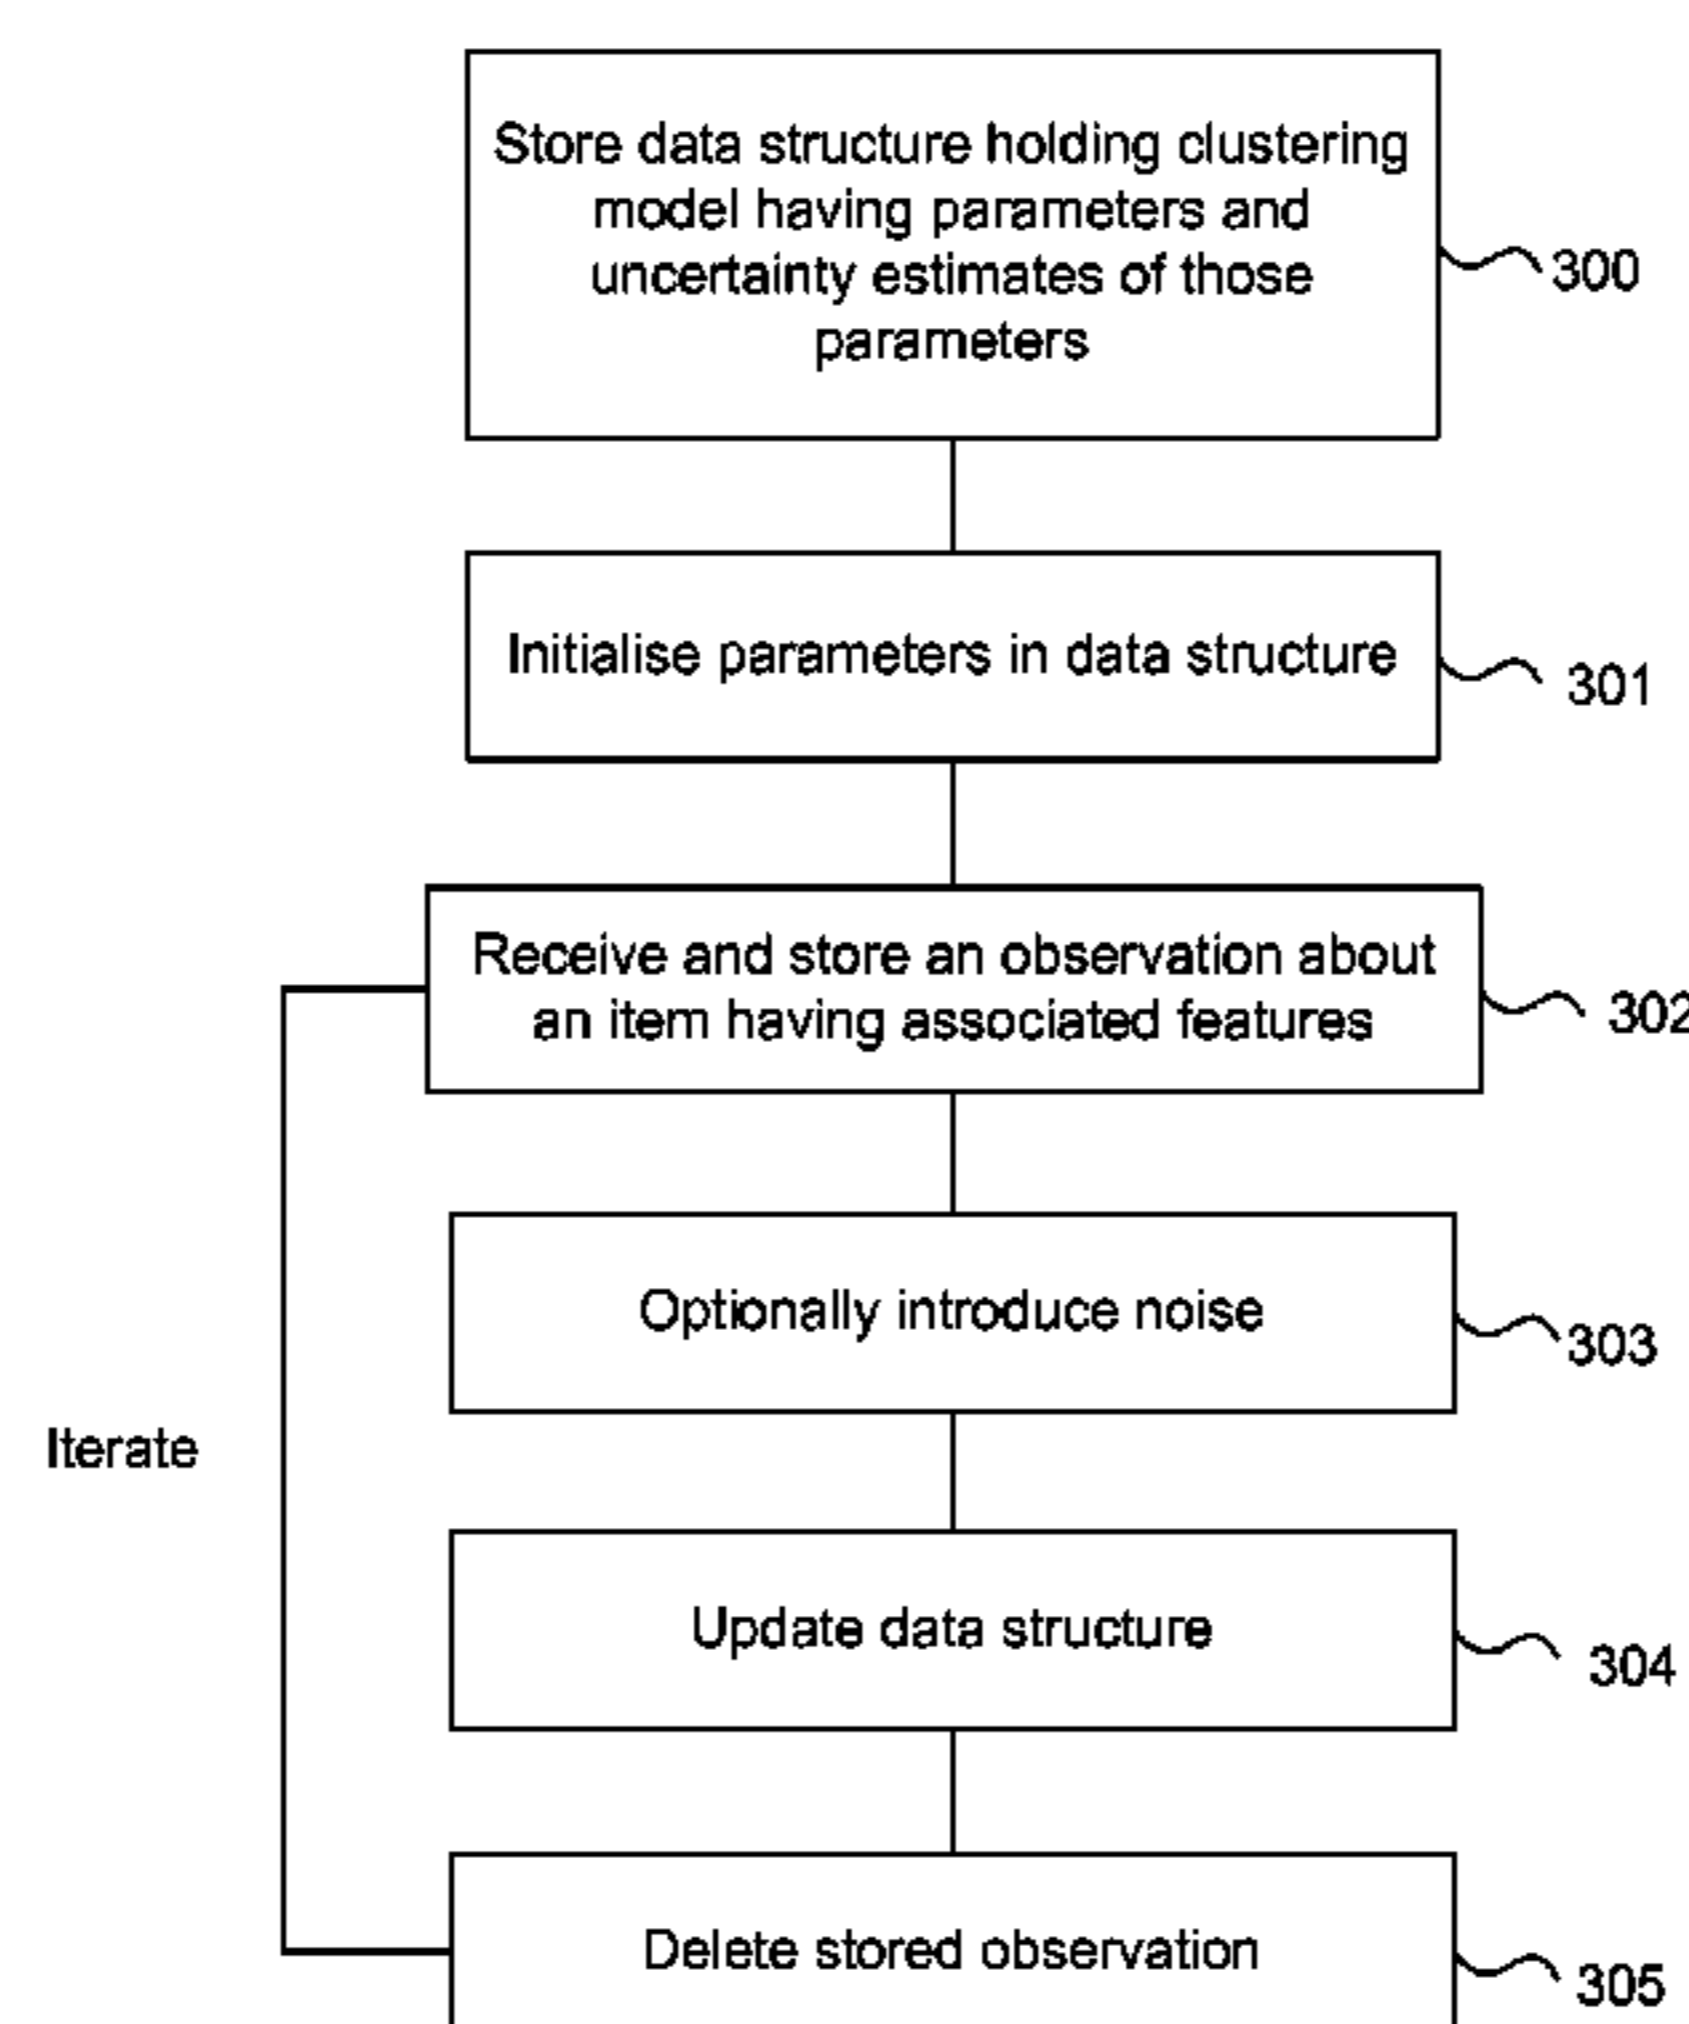 Store data structure holding clustering
model having parameters and
uncertainty estimates of those
parameters
300
Initialise parameters in data structure
301
Receive and store an observation about
an item having associated features
302
Optionally introduce noise
303
Iterate
Update data structure
304
Delete stored observation
305